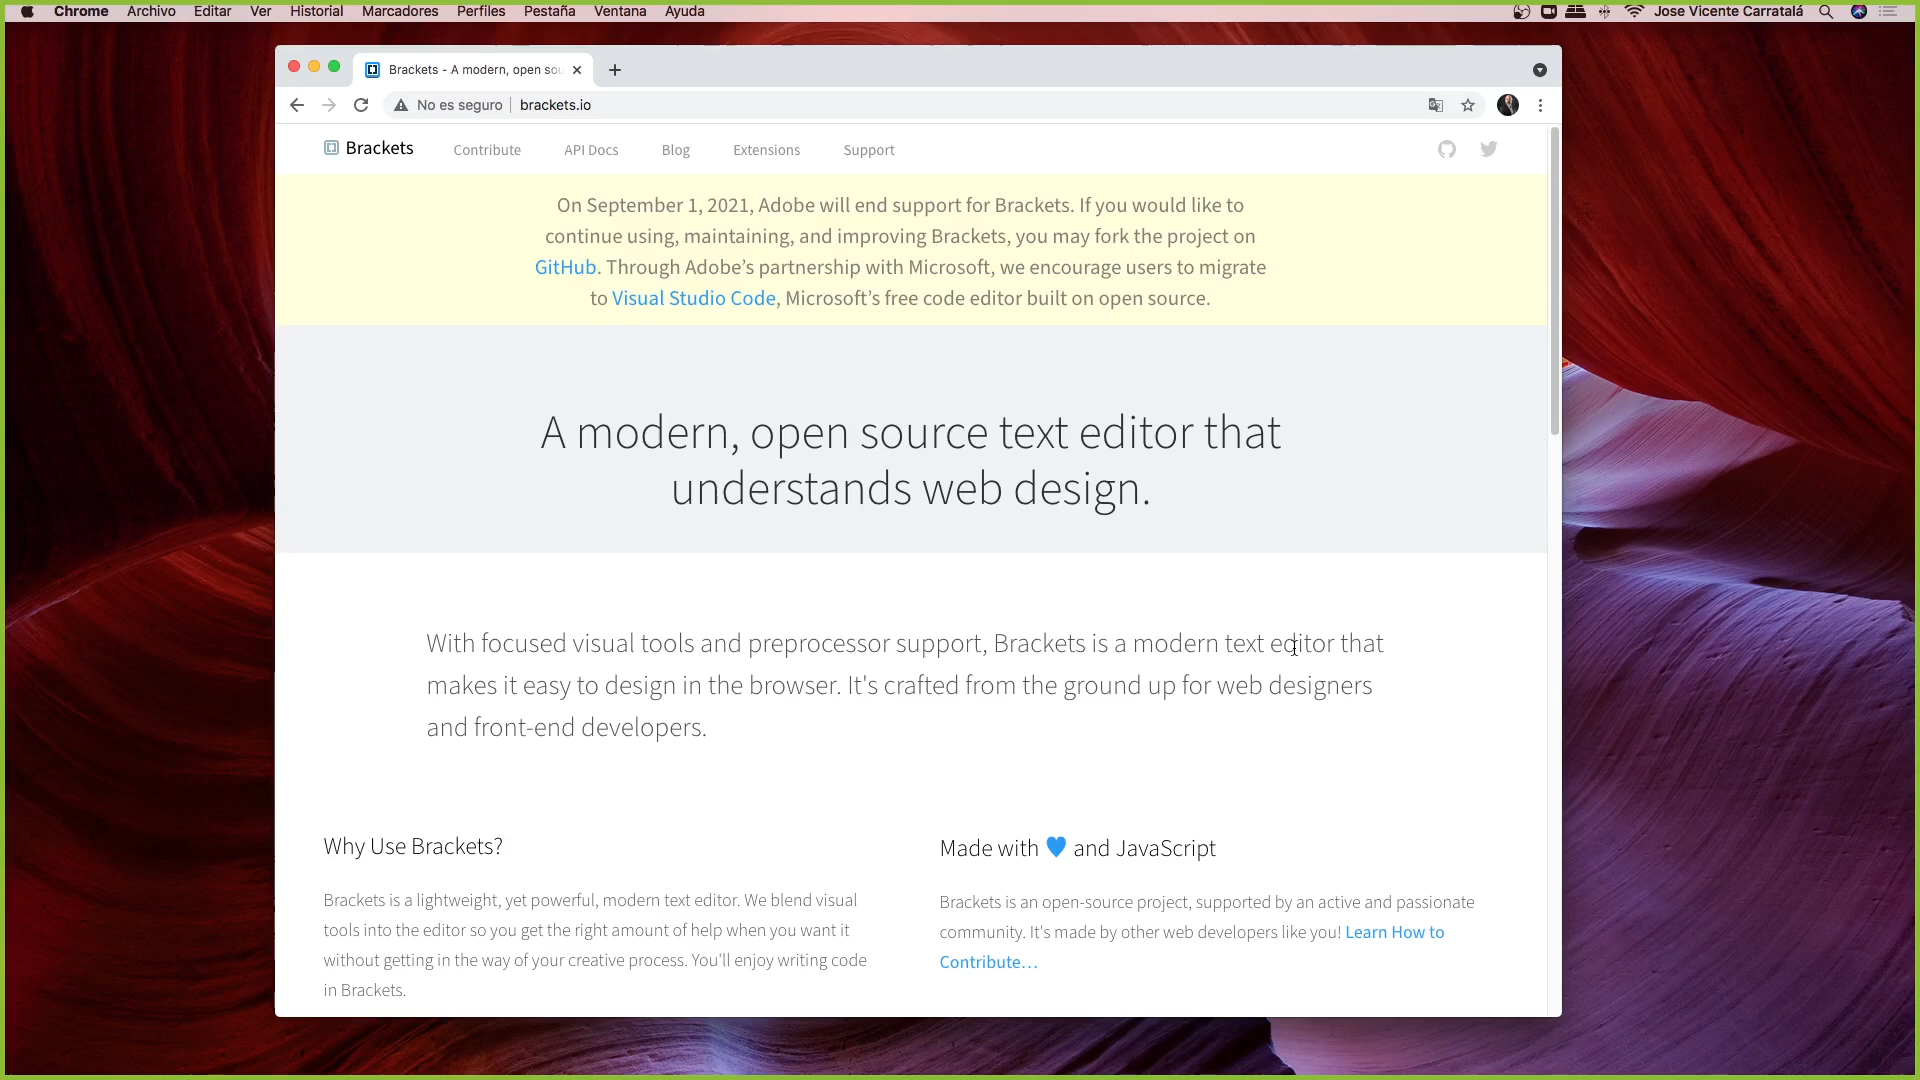 Chrome Archivo Editar Ver Historial Marcadores Perfiles Pestaña Ventana Ayuda Jose Vicente Carratalá
Brackets - A modern, open sou
No es seguro brackets.io
Brackets Contribute API Docs Blog Extensions Support
On September 1, 2021, Adobe will end support for Brackets. If you would like to
continue using, maintaining, and improving Brackets, you may fork the project on
GitHub. Through Adobe’s partnership with Microsoft, we encourage users to migrate
to Visual Studio Code, Microsoft’s free code editor built on open source.
A modern, open source text editor that
understands web design.
With focused visual tools and preprocessor support, Brackets is a modern text editor that
makes it easy to design in the browser. It's crafted from the ground up for web designers
and front-end developers.
Why Use Brackets?
Brackets is a lightweight, yet powerful, modern text editor. We blend visual
tools into the editor so you get the right amount of help when you want it
without getting in the way of your creative process. You'll enjoy writing code
in Brackets.
Made with 💙 and JavaScript
Brackets is an open-source project, supported by an active and passionate
community. It's made by other web developers like you! Learn How to
Contribute…